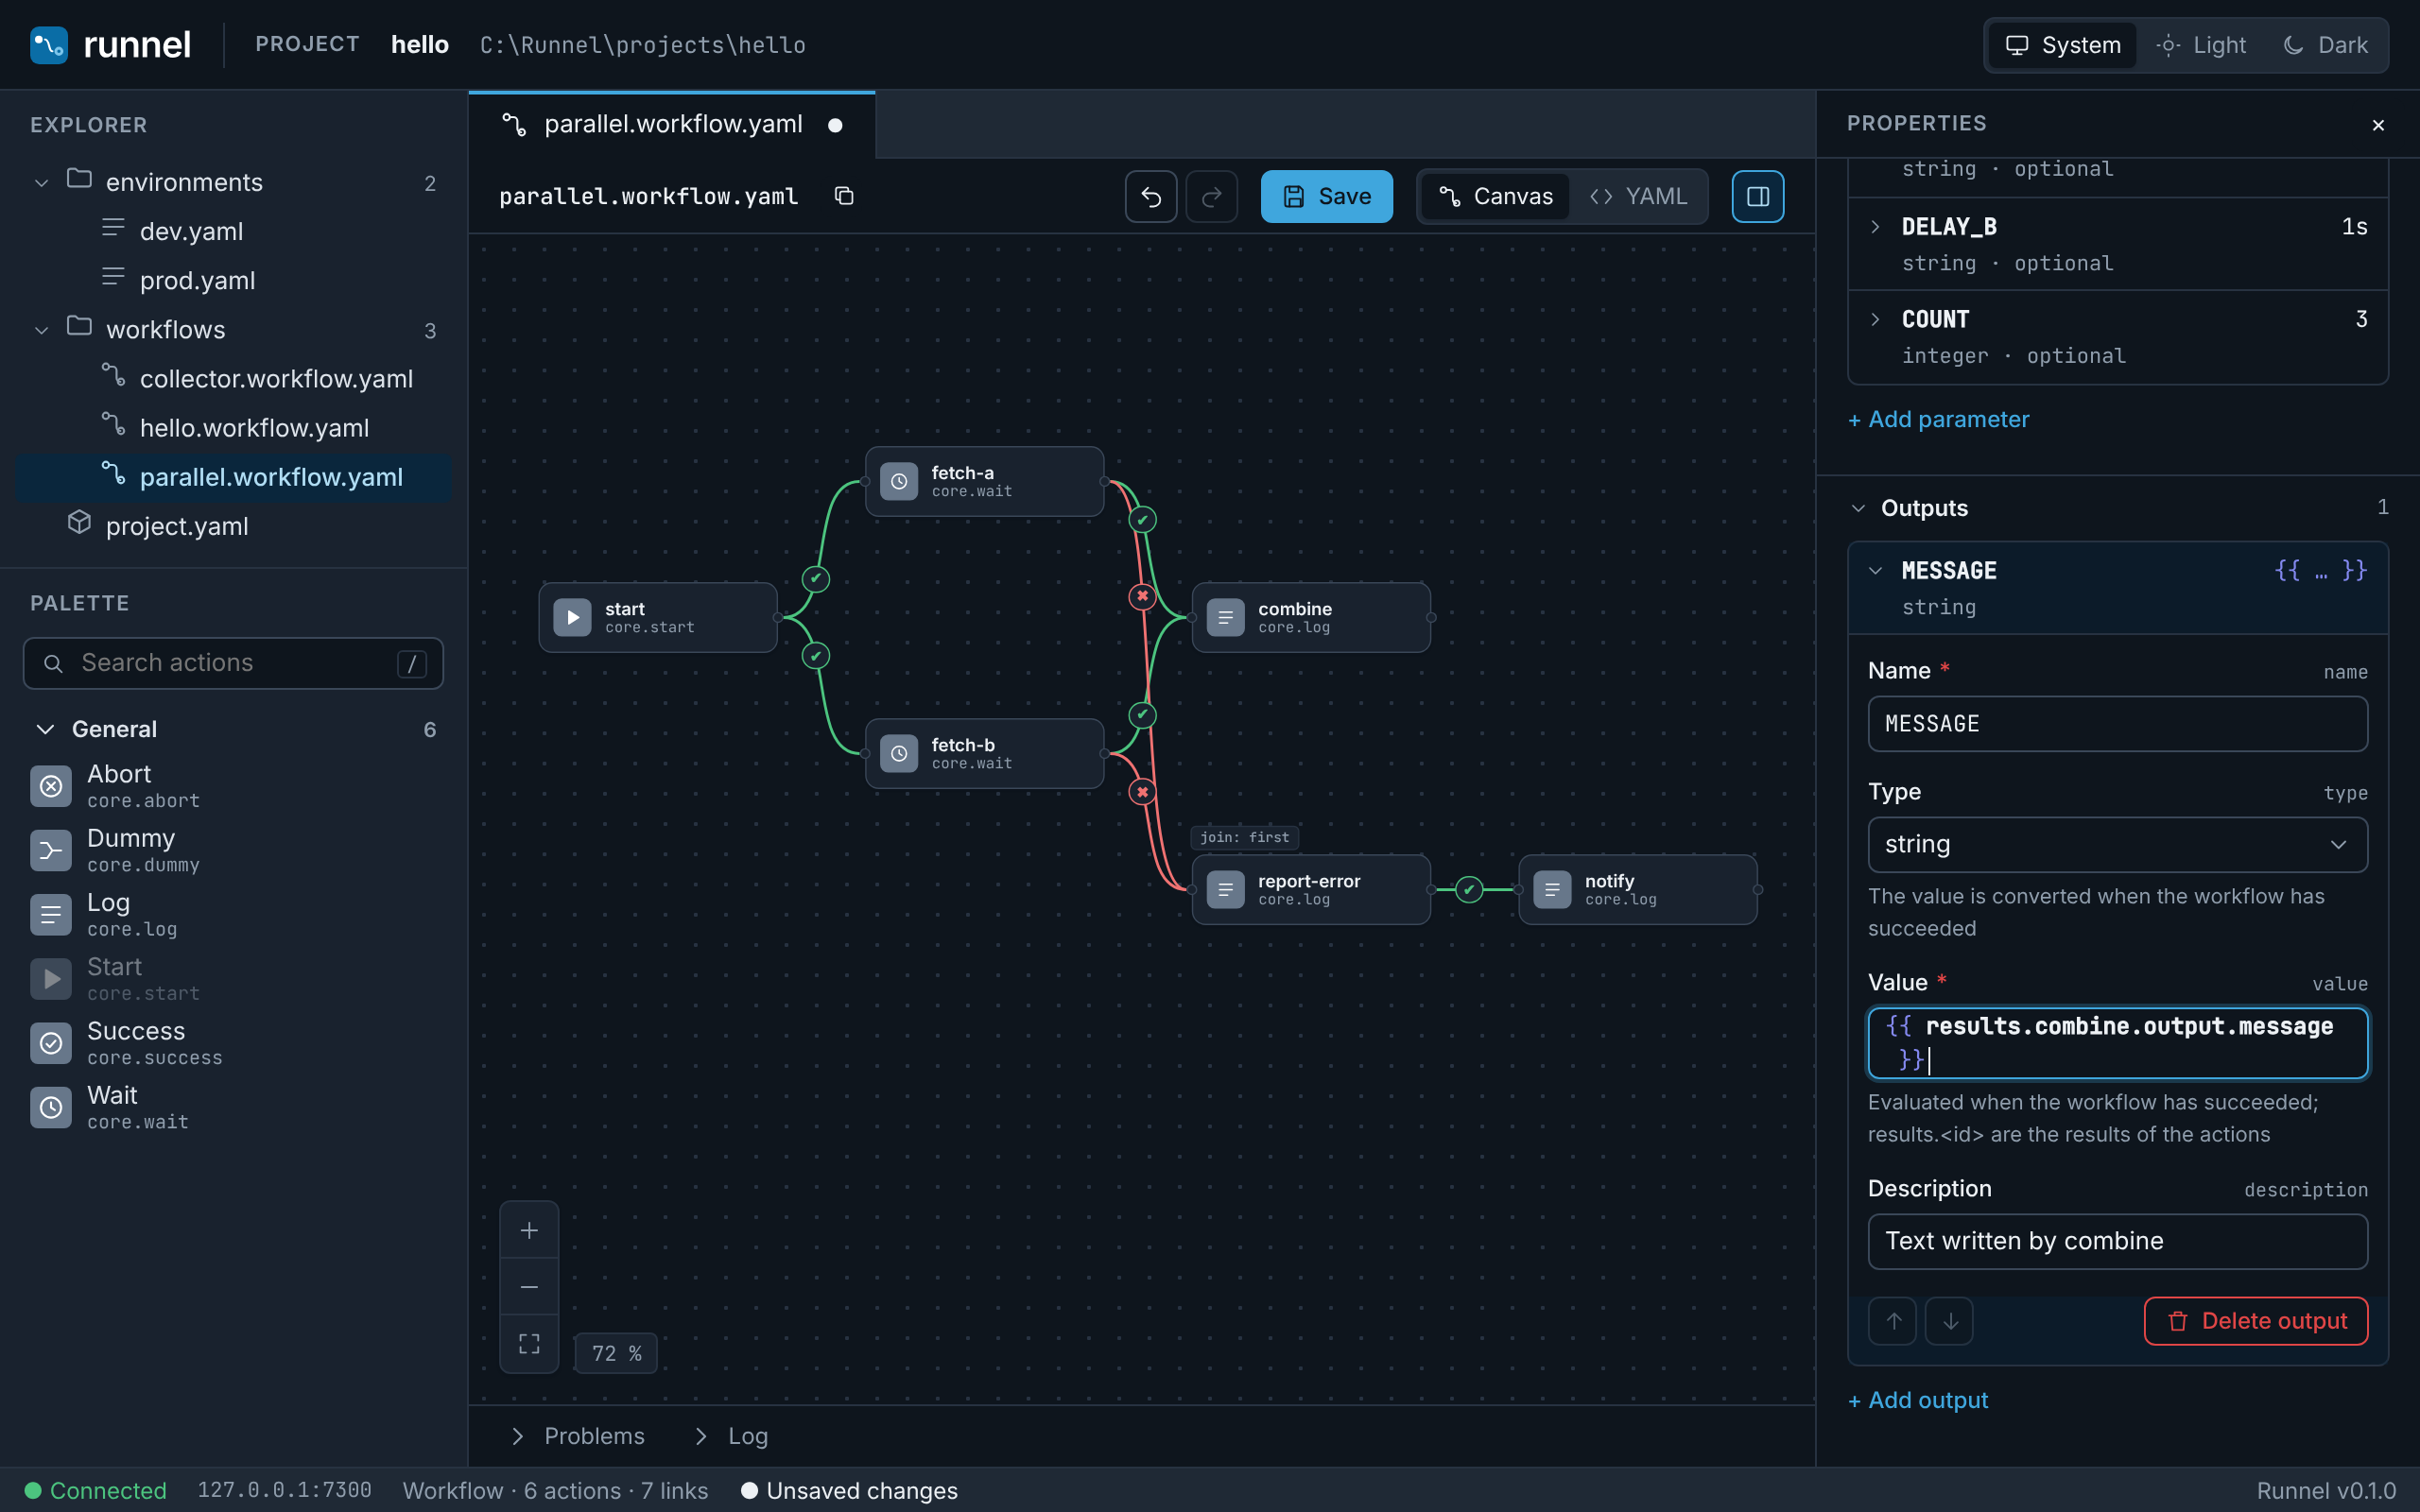 runnel
PROJECT hello C:\Runnel\projects\hello
System Light Dark
EXPLORER
environments 2
dev.yaml
prod.yaml
workflows 3
collector.workflow.yaml
hello.workflow.yaml
parallel.workflow.yaml
project.yaml
PALETTE
Search actions /
General 6
Abort
core.abort
Dummy
core.dummy
Log
core.log
Start
core.start
Success
core.success
Wait
core.wait
parallel.workflow.yaml
parallel.workflow.yaml
Save Canvas YAML
fetch-a
core.wait
start
core.start
combine
core.log
fetch-b
core.wait
join: first
report-error
core.log
notify
core.log
72 %
Problems Log
PROPERTIES
string · optional
DELAY_B 1s
string · optional
COUNT 3
integer · optional
+ Add parameter
Outputs 1
MESSAGE {{ … }}
string
Name * name
MESSAGE
Type type
string
The value is converted when the workflow has
succeeded
Value * value
{{ results.combine.output.message
}}
Evaluated when the workflow has succeeded;
results.<id> are the results of the actions
Description description
Text written by combine
Delete output
+ Add output
Connected 127.0.0.1:7300 Workflow · 6 actions · 7 links Unsaved changes
Runnel v0.1.0